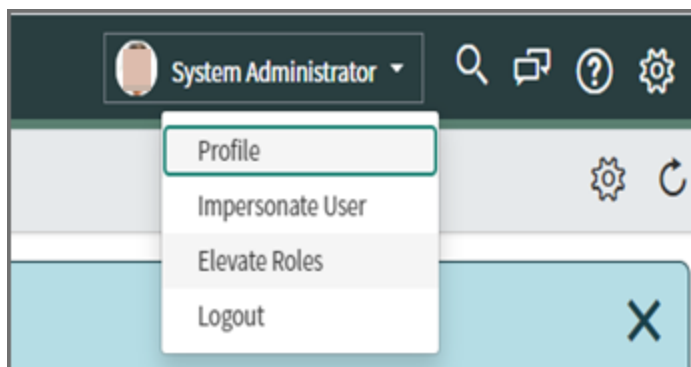 System Administrator
Profile
Impersonate User
Elevate Roles
Logout